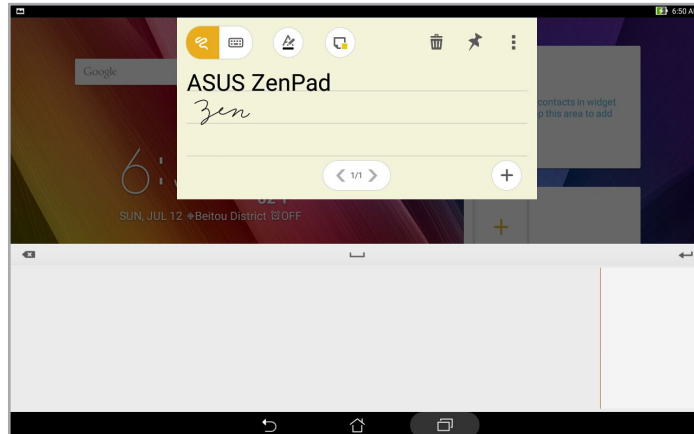 6:50 A
Google
ASUS ZenPad
zen
contacts in widget
p this area to add
1/1
6:
SUN, JUL 12 Beitou District OFF